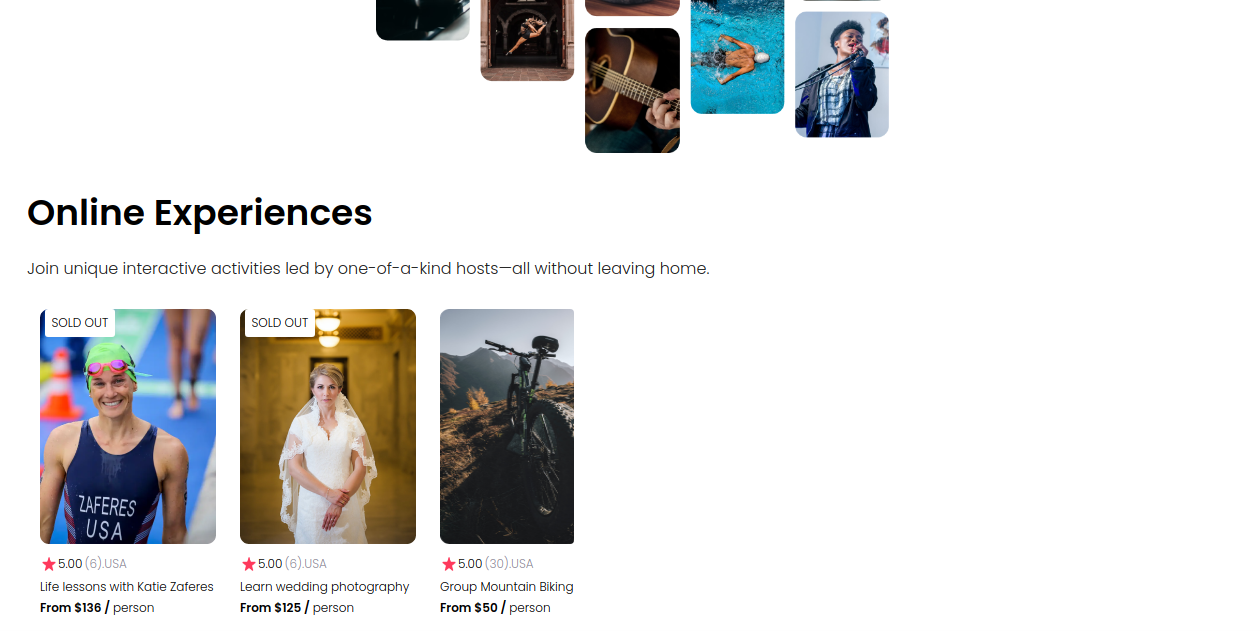 Online Experiences
Join unique interactive activities led by one-of-a-kind hosts—all without leaving home.
SOLD OUT
SOLD OUT
ZAFERES
USA
5.00 (6).USA
5.00 (6).USA
5.00 (30).USA
Life lessons with Katie Zaferes
Learn wedding photography
Group Mountain Biking
From $136 / person
From $125 / person
From $50 / person